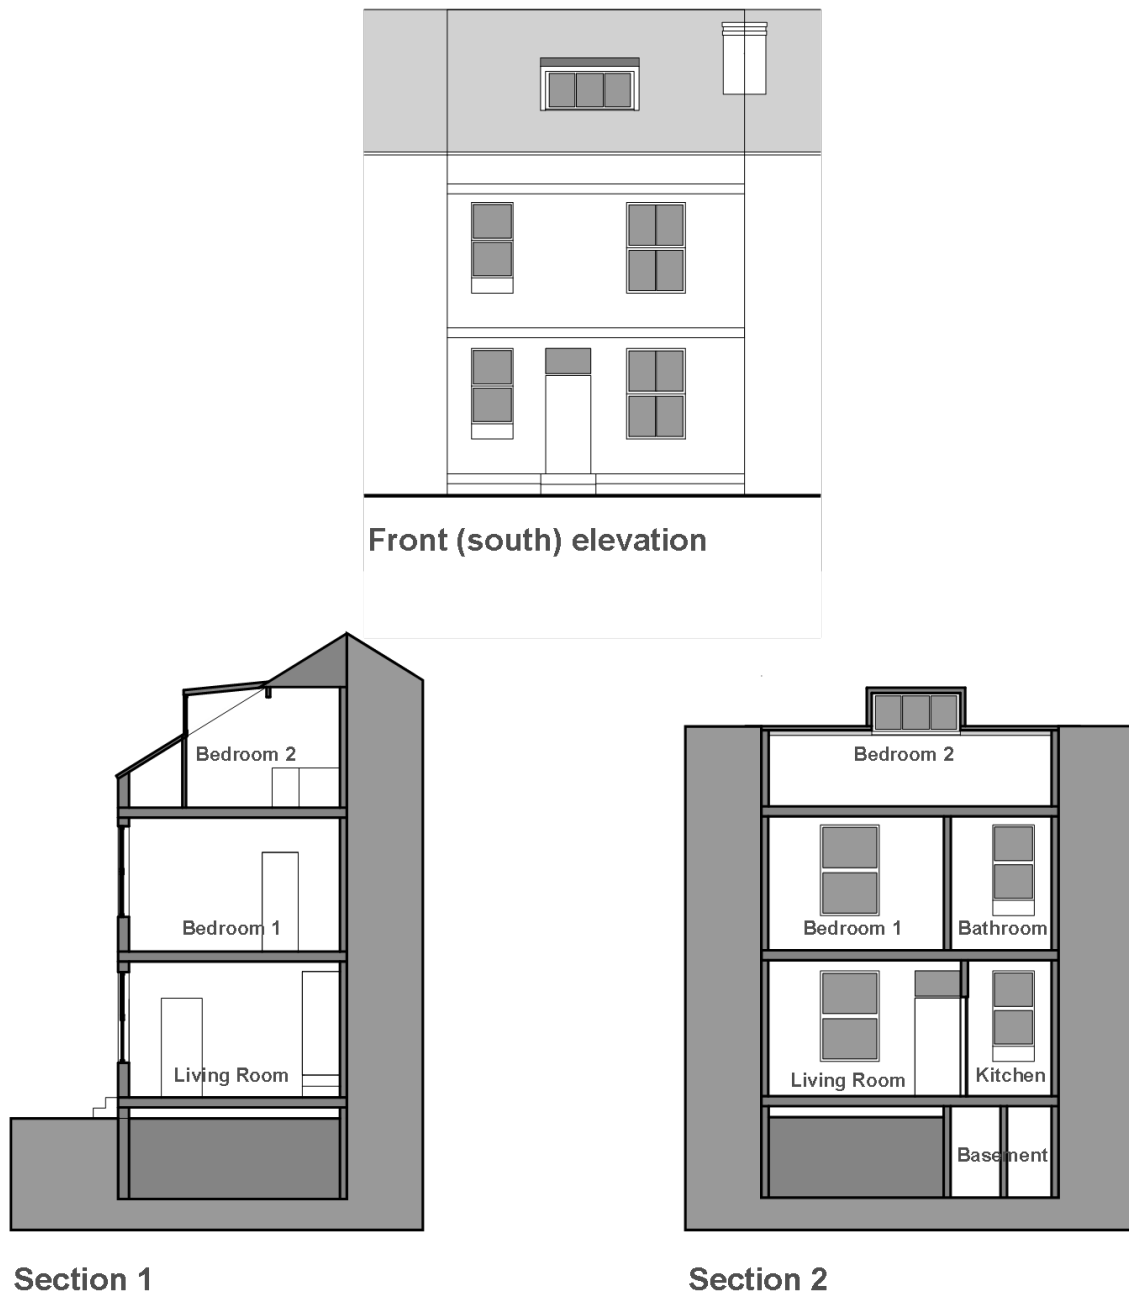 Front (south) elevation
Bedroom 2
Bedroom 2
Bedroom 1
Bedroom 1
Bathroom
Living Room
Living Room
Kitchen
Basement
Section 1
Section 2